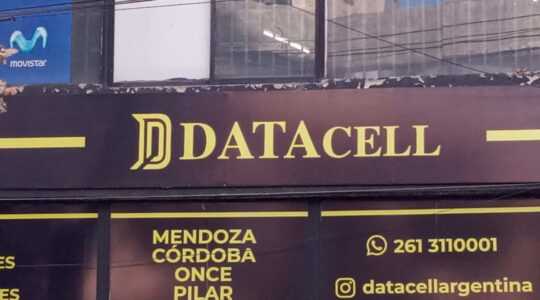 movistar
DATACELL
MENDOZA
CÓRDOBA
ONCE
PILAR
261 3110001
datacellargentina